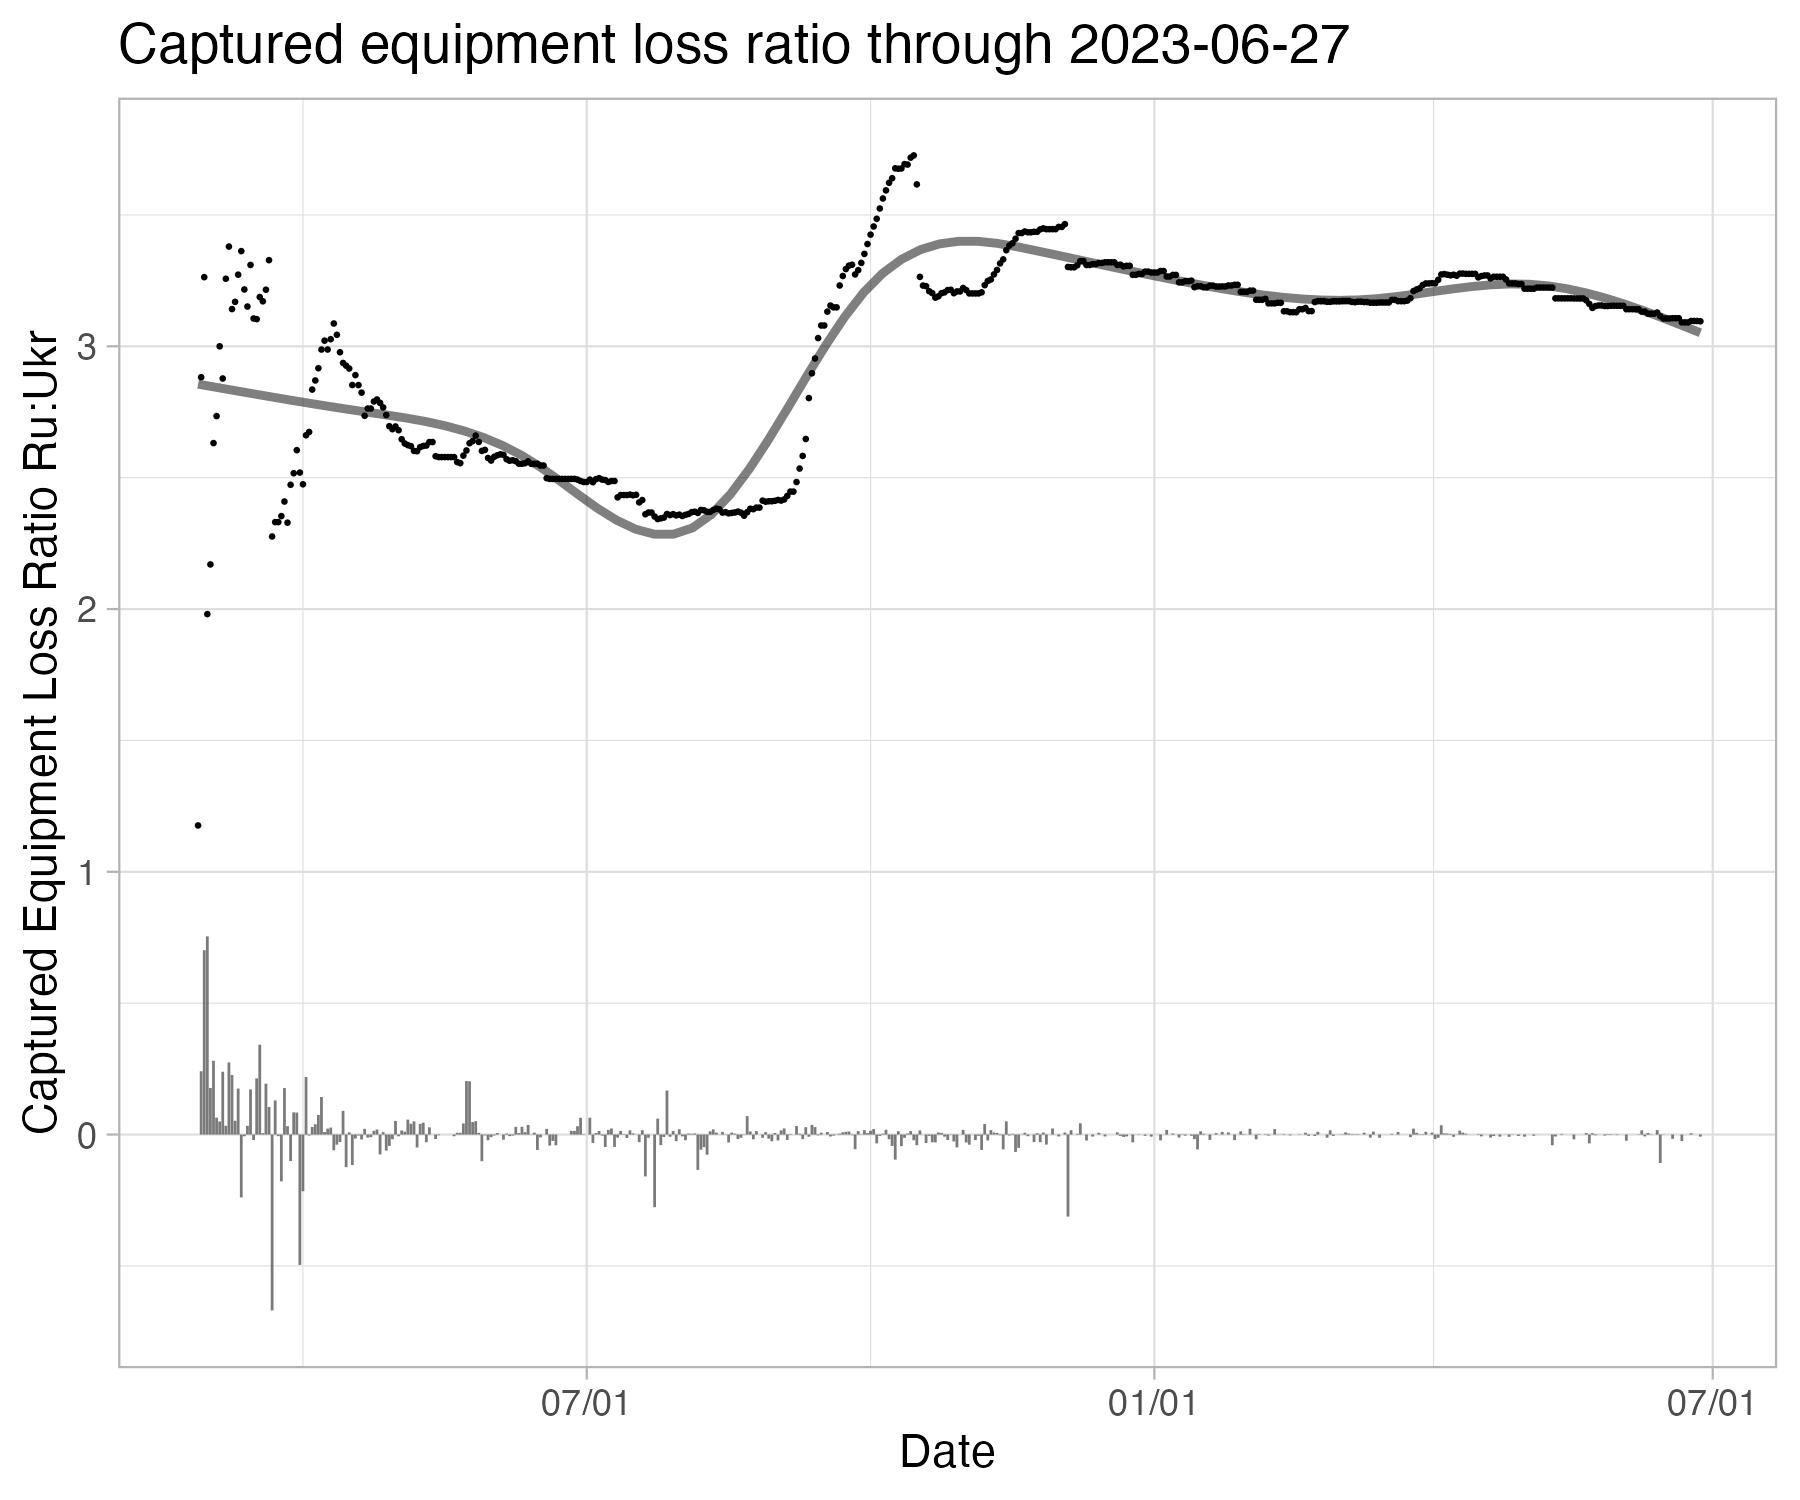 Captured equipment loss ratio through 2023-06-27
Captured Equipment Loss Ratio Ru:Ukr
3
2
1
0
07/01
01/01
07/01
Date